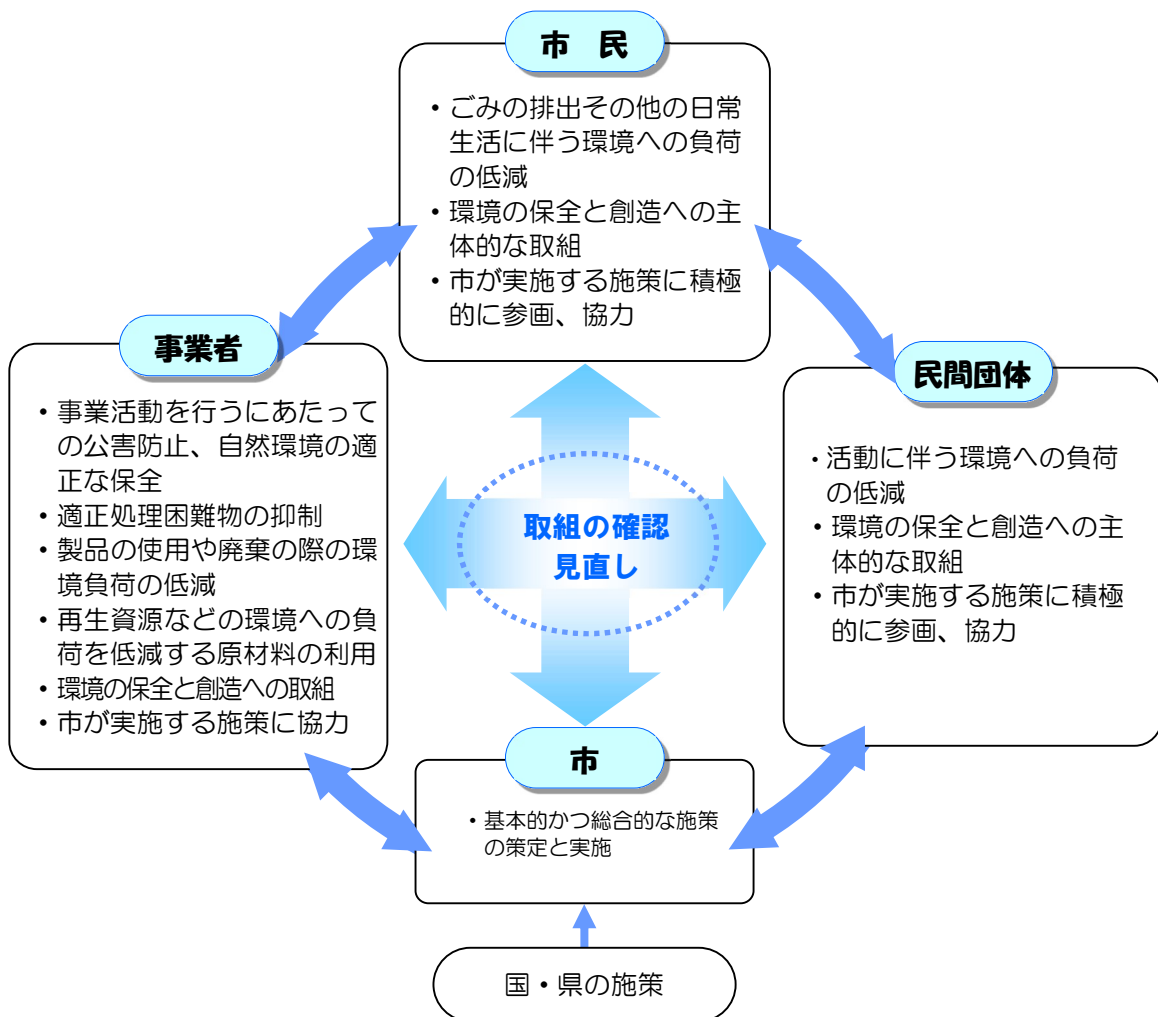 市 民
・ごみの排出その他の日常
生活に伴う環境への負荷
の低減
・環境の保全と創造への主
体的な取組
・市が実施する施策に積極
的に参画、協力
事業者
・事業活動を行うにあたって
の公害防止、自然環境の適
正な保全
・適正処理困難物の抑制
・製品の使用や廃棄の際の環
境負荷の低減
・再生資源などの環境への負
荷を低減する原材料の利用
・環境の保全と創造への取組
・市が実施する施策に協力
取組の確認
見直し
民間団体
・活動に伴う環境への負荷
の低減
・環境の保全と創造への主
体的な取組
・市が実施する施策に積極
的に参画、協力
市
・基本的かつ総合的な施策
の策定と実施
国・県の施策